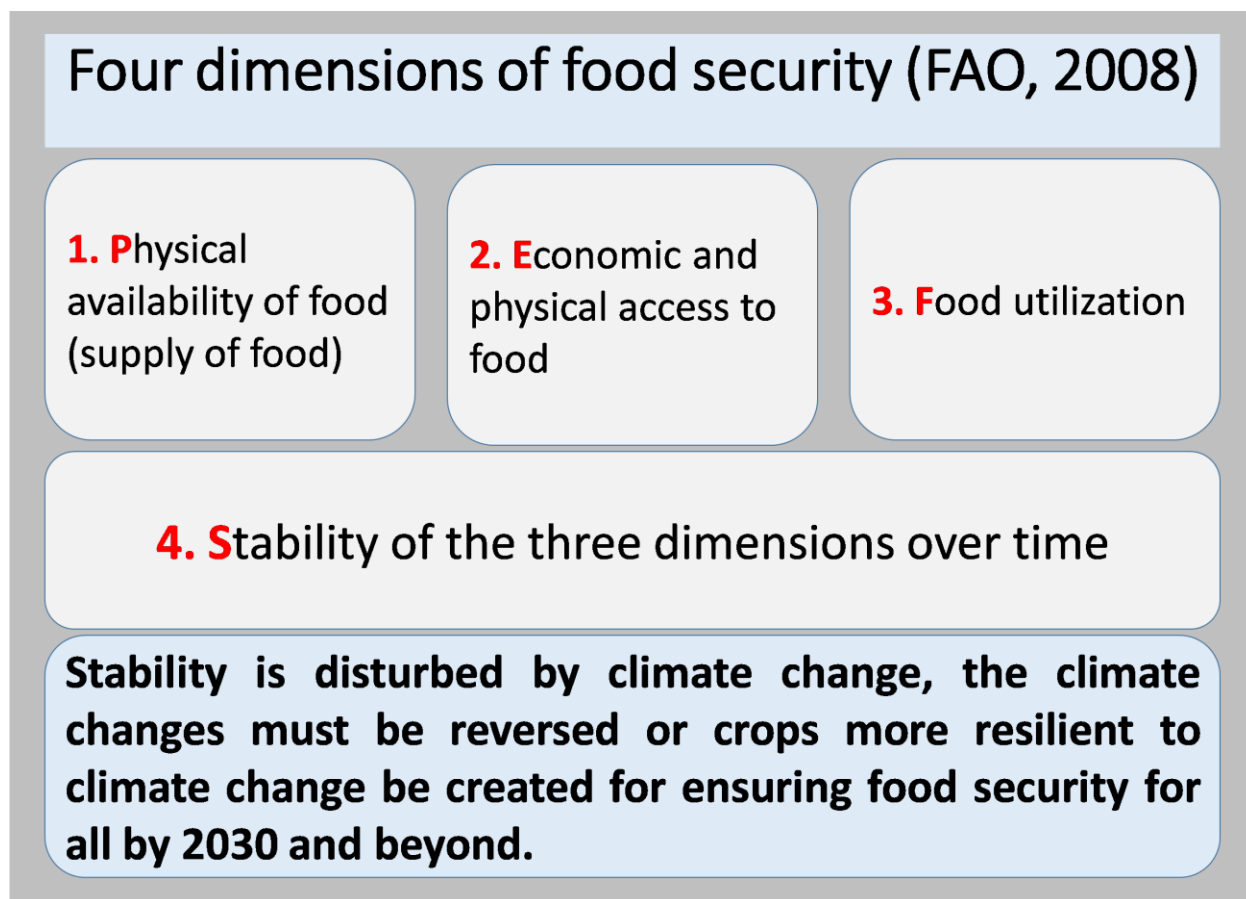 Four dimensions of food security (FAO, 2008)
1. Physical
availability of food
(supply of food)
2. Economic and
physical access to
food
3. Food utilization
4. Stability of the three dimensions over time
Stability is disturbed by climate change, the climate
changes must be reversed or crops more resilient to
climate change be created for ensuring food security for
all by 2030 and beyond.